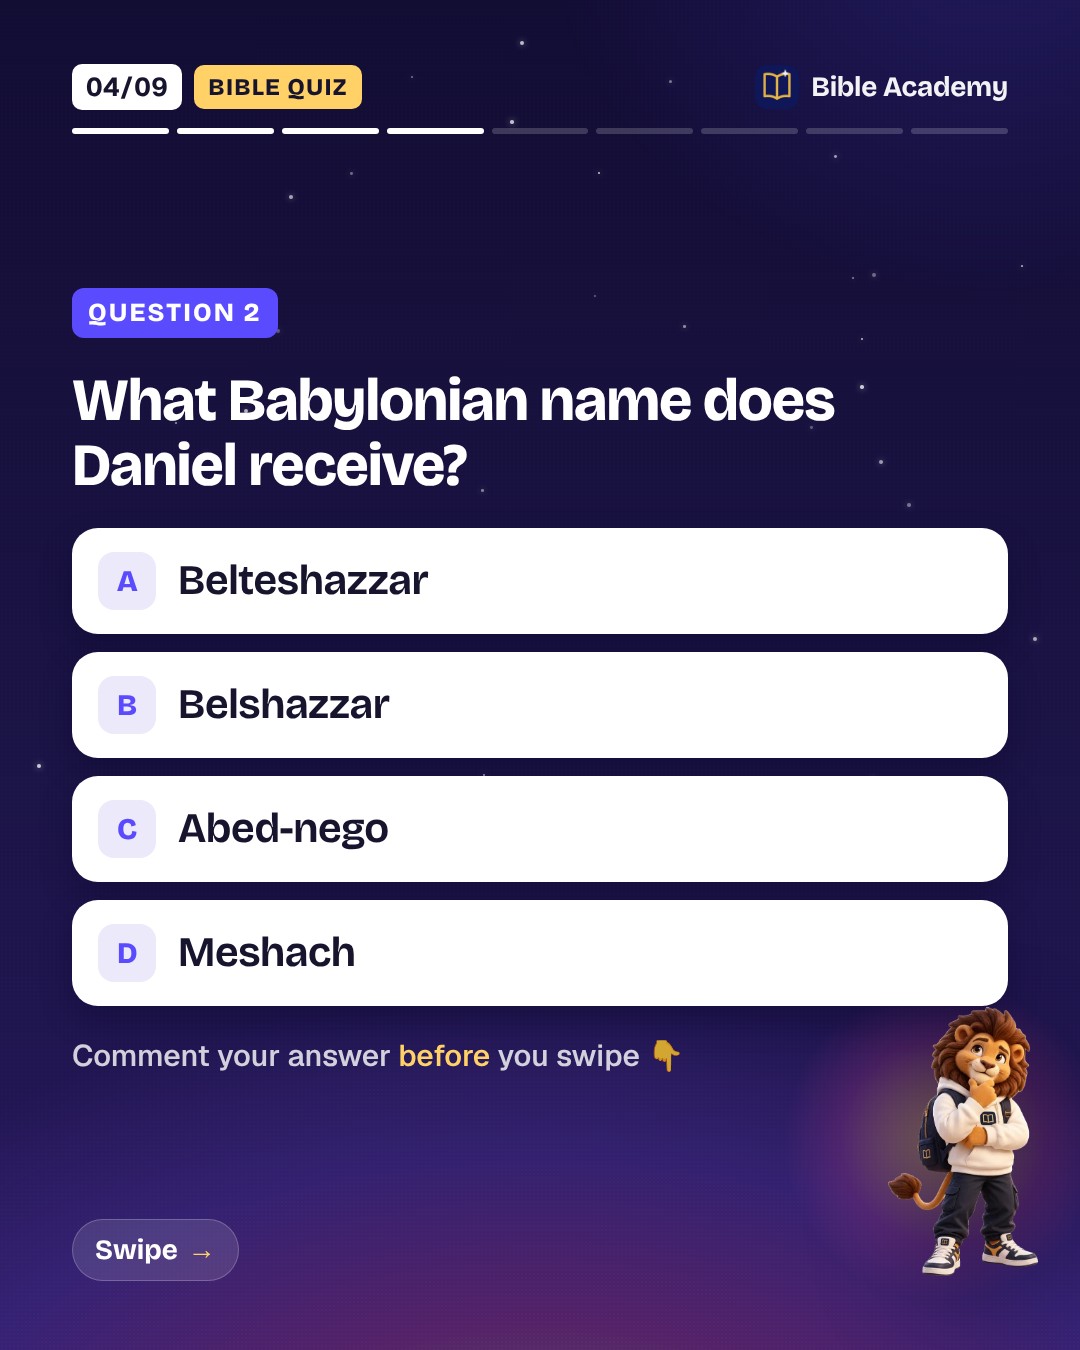 04/09
BIBLE QUIZ
Bible Academy
QUESTION 2
What Babylonian name does
Daniel receive?
A Belteshazzar
B Belshazzar
C Abed-nego
D Meshach
Comment your answer before you swipe 👇
Swipe →